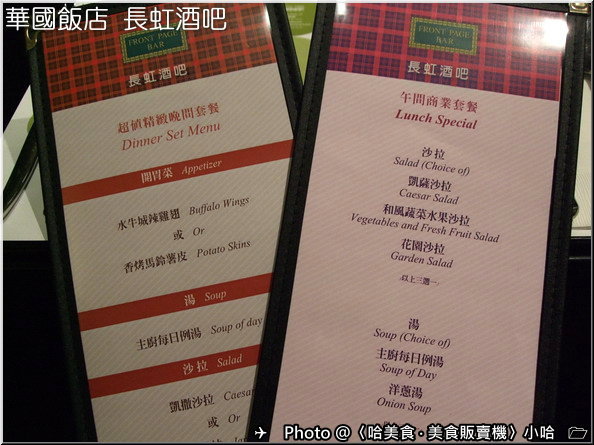 華國飯店 長虹酒吧
FRONT PAGE
BAR
長虹酒吧
超值精緻晚間套餐
Dinner Set Menu
開胃菜 Appetizer
水牛城辣雞翅 Buffalo Wings
或 Or
香烤馬鈴薯皮 Potato Skins
湯 Soup
主廚每日例湯 Soup of day
沙拉 Salad
凱撒沙拉 Caesar
FRONT PAGE
BAR
長虹酒吧
午間商業套餐
Lunch Special
沙拉
Salad (Choice of)
凱薩沙拉
Caesar Salad
和風蔬菜水果沙拉
Vegetables and Fresh Fruit Salad
花園沙拉
Garden Salad
以上三選一
湯
Soup (Choice of)
主廚每日例湯
Soup of Day
洋蔥湯
Onion Soup
Photo @〈哈美食‧美食販賣機〉小哈